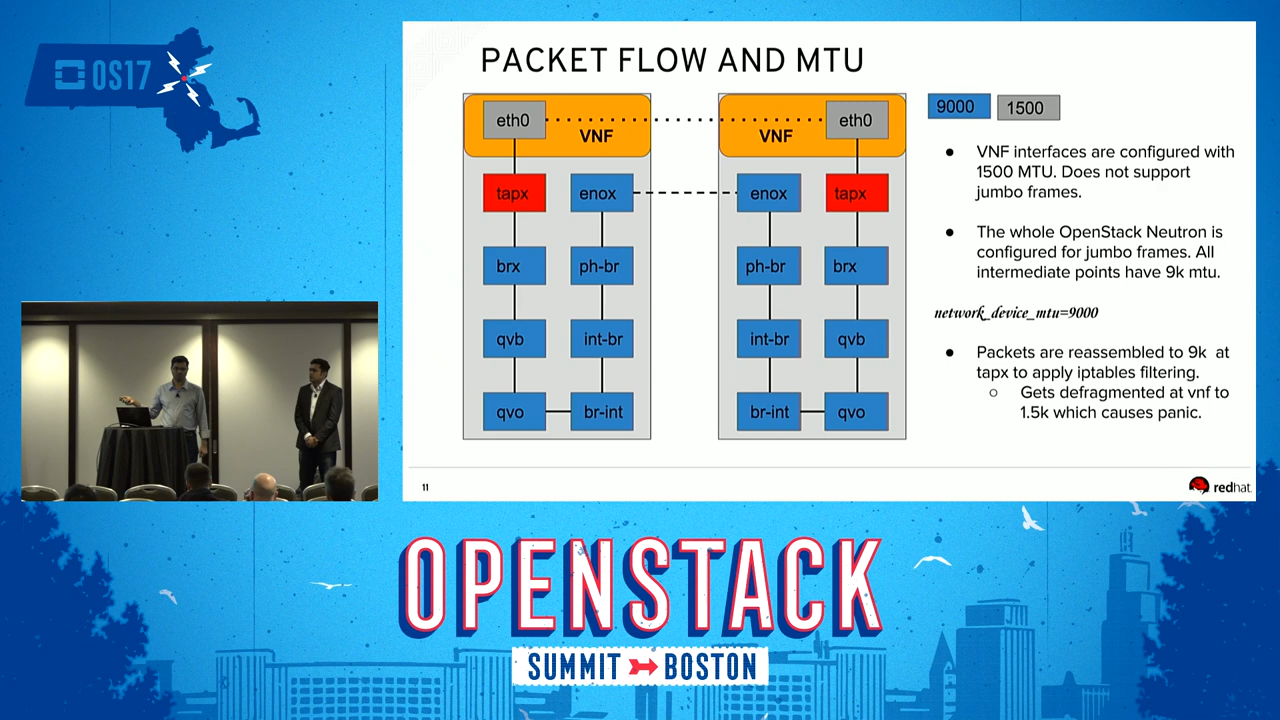 OS17
PACKET FLOW AND MTU
eth0
VNF
tapx
enox
brx
ph-br
qvb
int-br
qvo
br-int
VNF
eth0
enox
tapx
ph-br
brx
int-br
qvb
br-int
qvo
9000
1500
● VNF interfaces are configured with
1500 MTU. Does not support
jumbo frames.
● The whole OpenStack Neutron is
configured for jumbo frames. All
intermediate points have 9k mtu.
network_device_mtu=9000
● Packets are reassembled to 9k at
tapx to apply iptables filtering.
○ Gets defragmented at vnf to
1.5k which causes panic.
11
redhat.
OPENSTACK
SUMMIT BOSTON